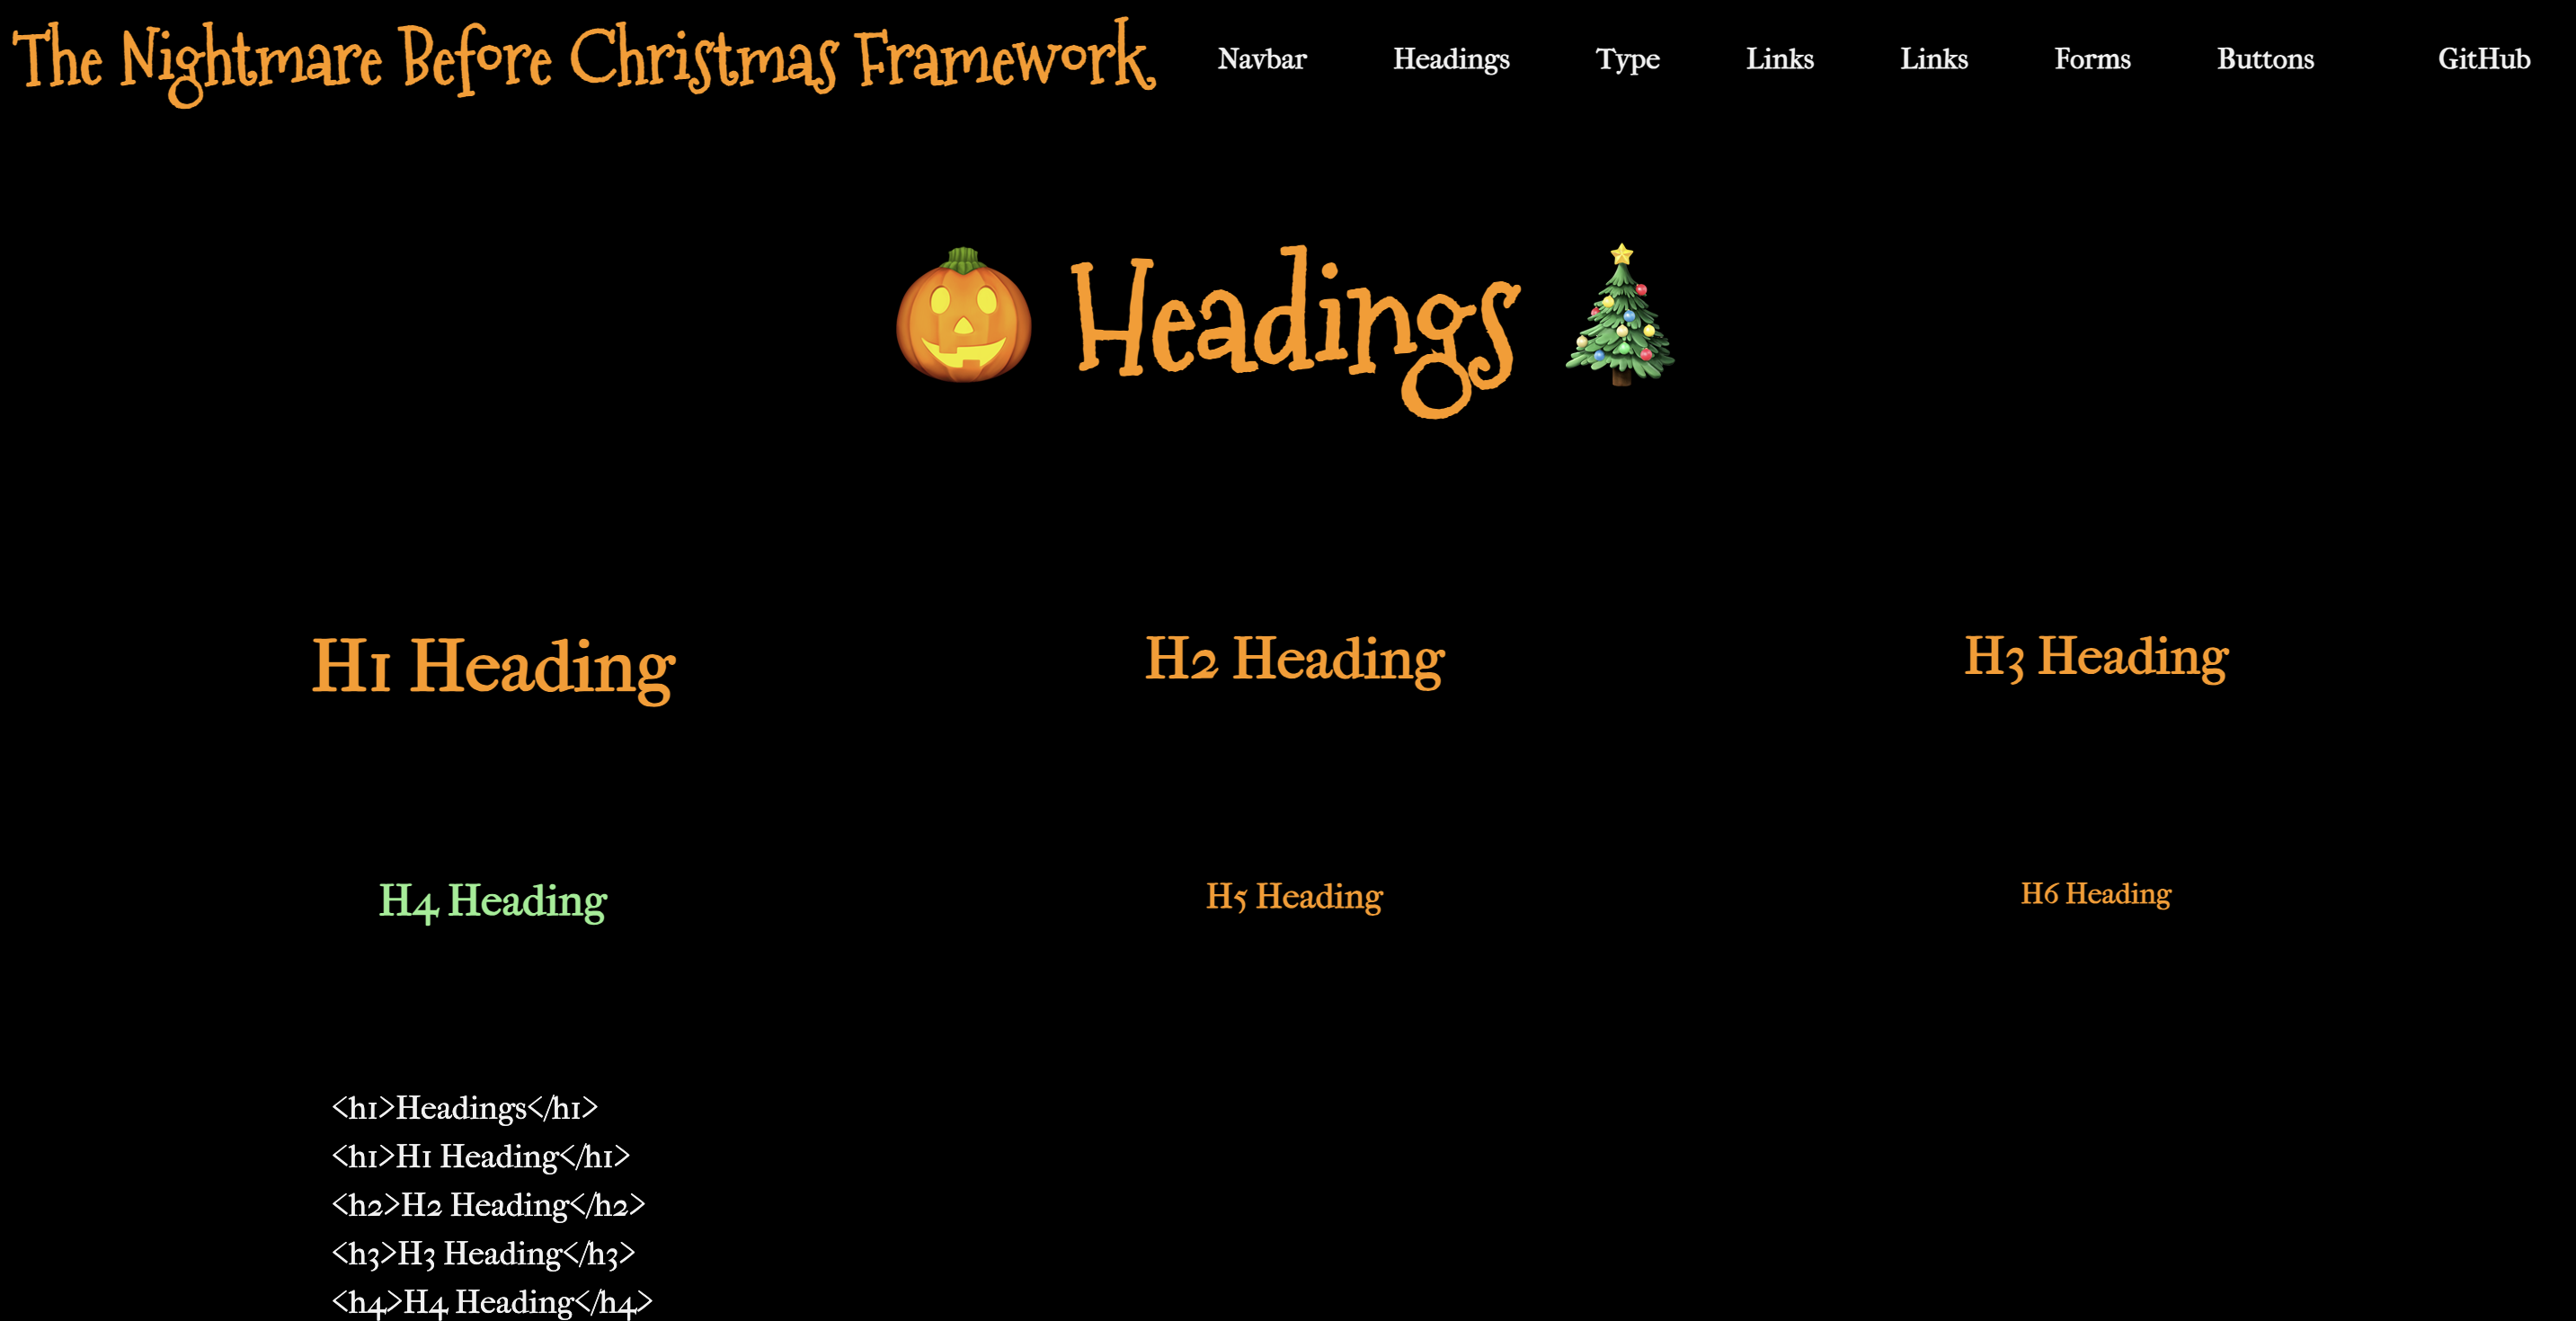 The Nightmare Before Christmas Framework Navbar Headings Type Links Links Forms Buttons GitHub
Headings
H1 Heading H2 Heading H3 Heading
H4 Heading H5 Heading H6 Heading
<h1>Headings</h1>
<h1>H1 Heading</h1>
<h2>H2 Heading</h2>
<h3>H3 Heading</h3>
<h4>H4 Heading</h4>